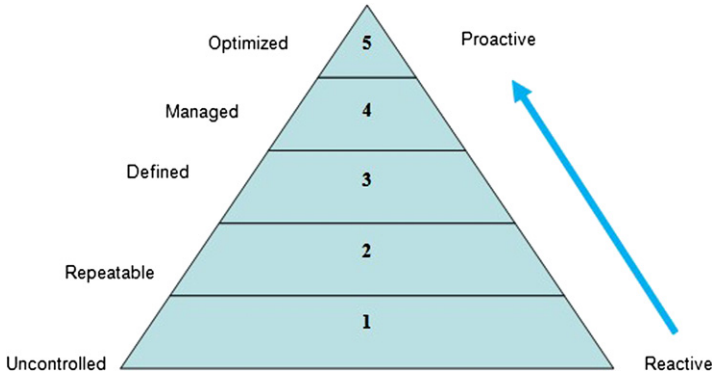 Optimized
5
Proactive
Managed
4
Defined
3
Repeatable
2
1
Uncontrolled
Reactive